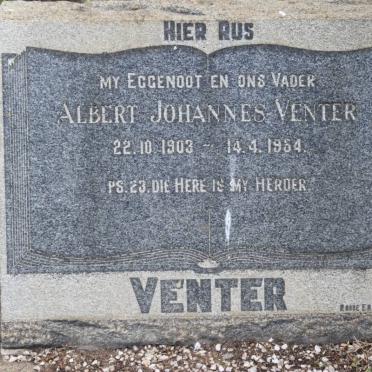 HIER RUS
MY EGGENOOT EN ONS VADER
ALBERT JOHANNES VENTER
22.10.1903 ~ 14.4.1954.
PS. 23. DIE HERE IS MY HERDER.
VENTER